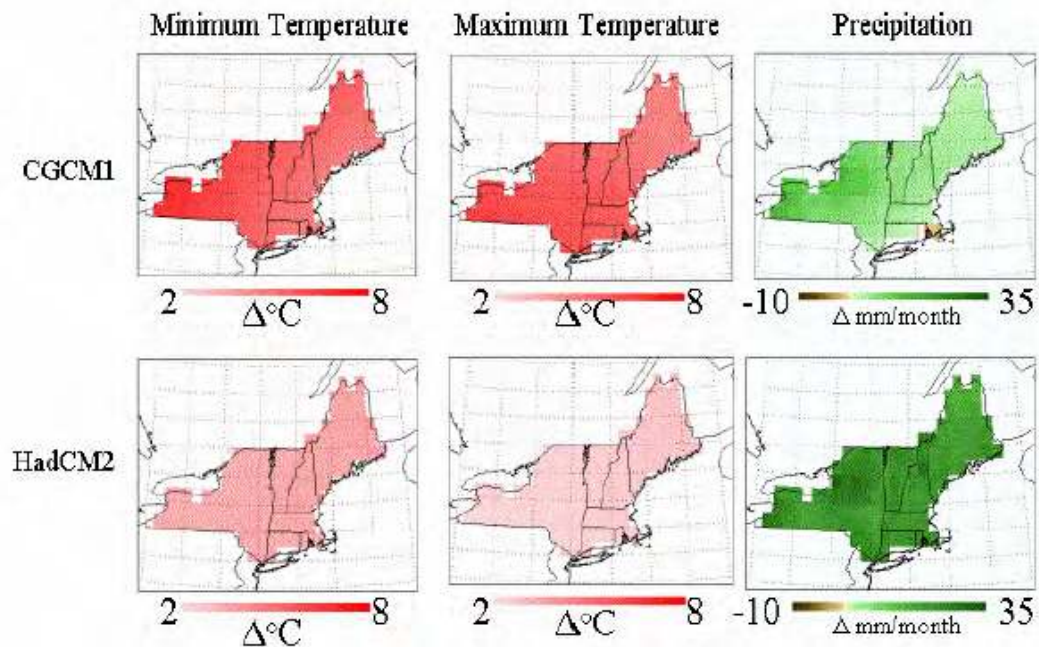 Minimum Temperature Maximum Temperature Precipitation
CGCM1
2 8 2 8 -10 35
Δ°C Δ°C Δ mm/month
HadCM2
2 8 2 8 -10 35
Δ°C Δ°C Δ mm/month